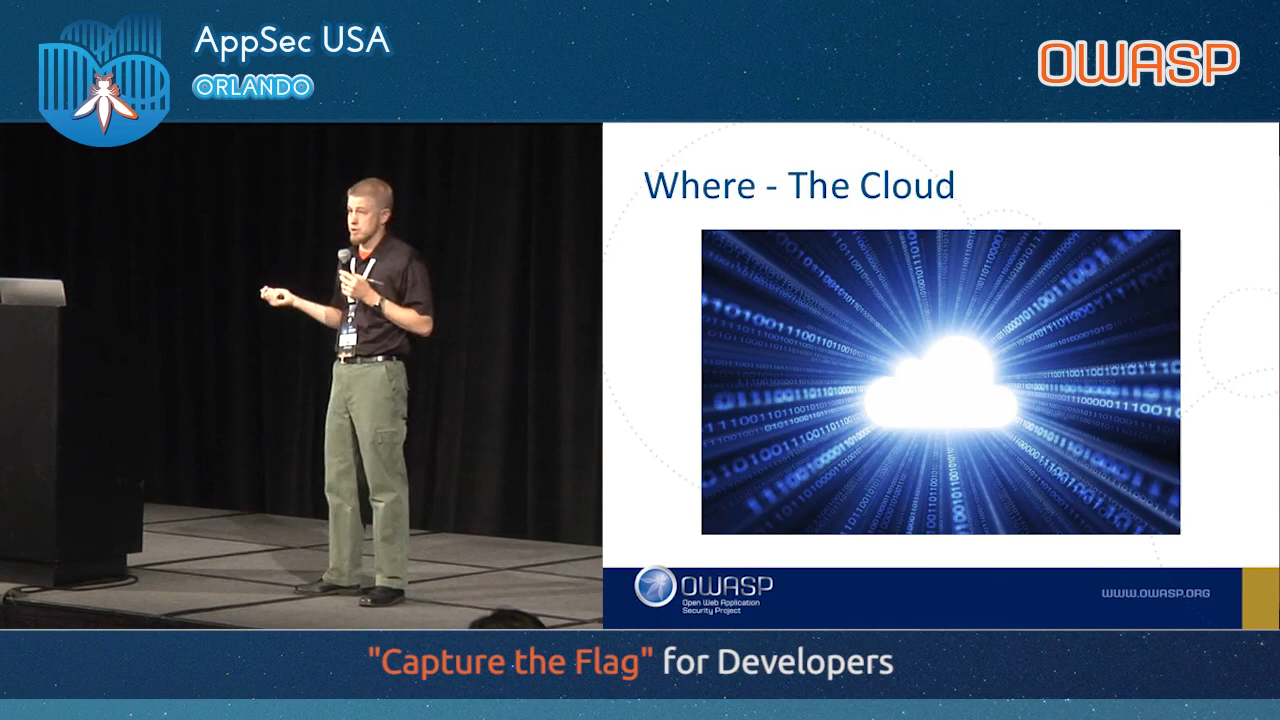 AppSec USA
ORLANDO
OWASP
Where - The Cloud
OWASP
Open Web Application
Security Project
WWW.OWASP.ORG
"Capture the Flag" for Developers